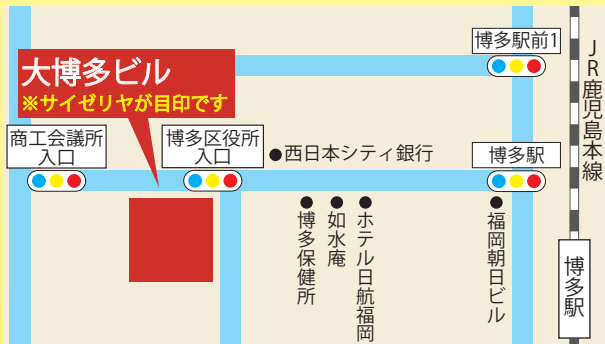 博多駅前1
JR鹿児島本線
大博多ビル
※サイゼリヤが目印です
商工会議所
入口
博多区役所
入口
●西日本シティ銀行
博多駅
●博多保健所
●如水庵
●ホテル日航福岡
●福岡朝日ビル
博多駅